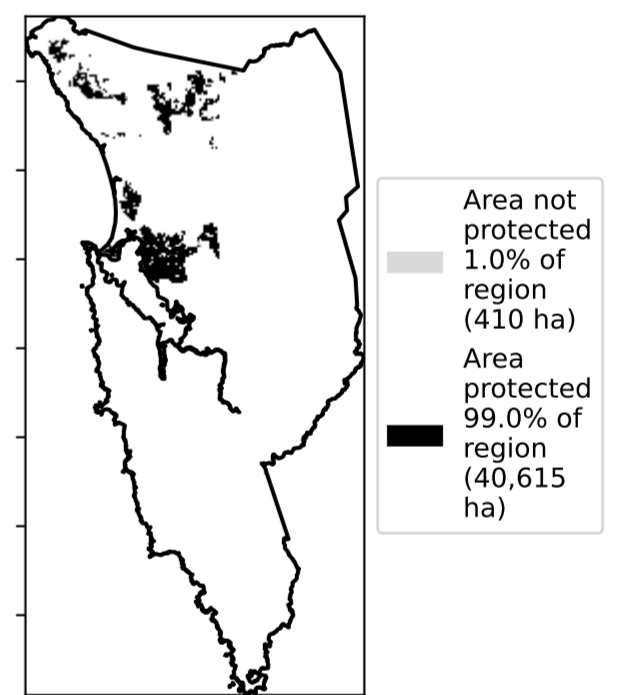 Area not
protected
1.0% of
region
(410 ha)
Area
protected
99.0% of
region
(40,615
ha)